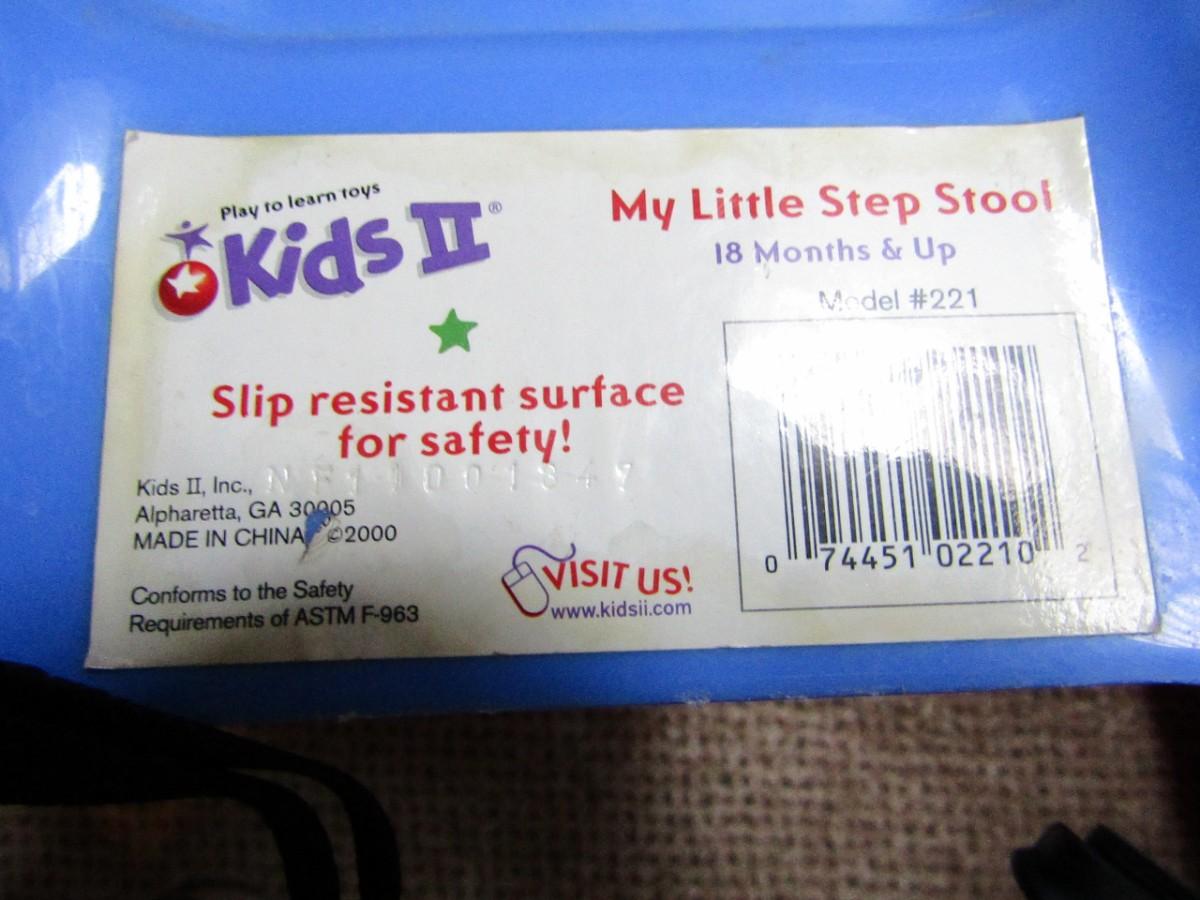 Play to learn toys
Kids II®
My Little Step Stool
18 Months & Up
Model #221
Slip resistant surface
for safety!
Kids II, Inc.,
Alpharetta, GA 30005
MADE IN CHINA ©2000
Conforms to the Safety
Requirements of ASTM F-963
VISIT US!
www.kidsii.com
0 74451 02210 2